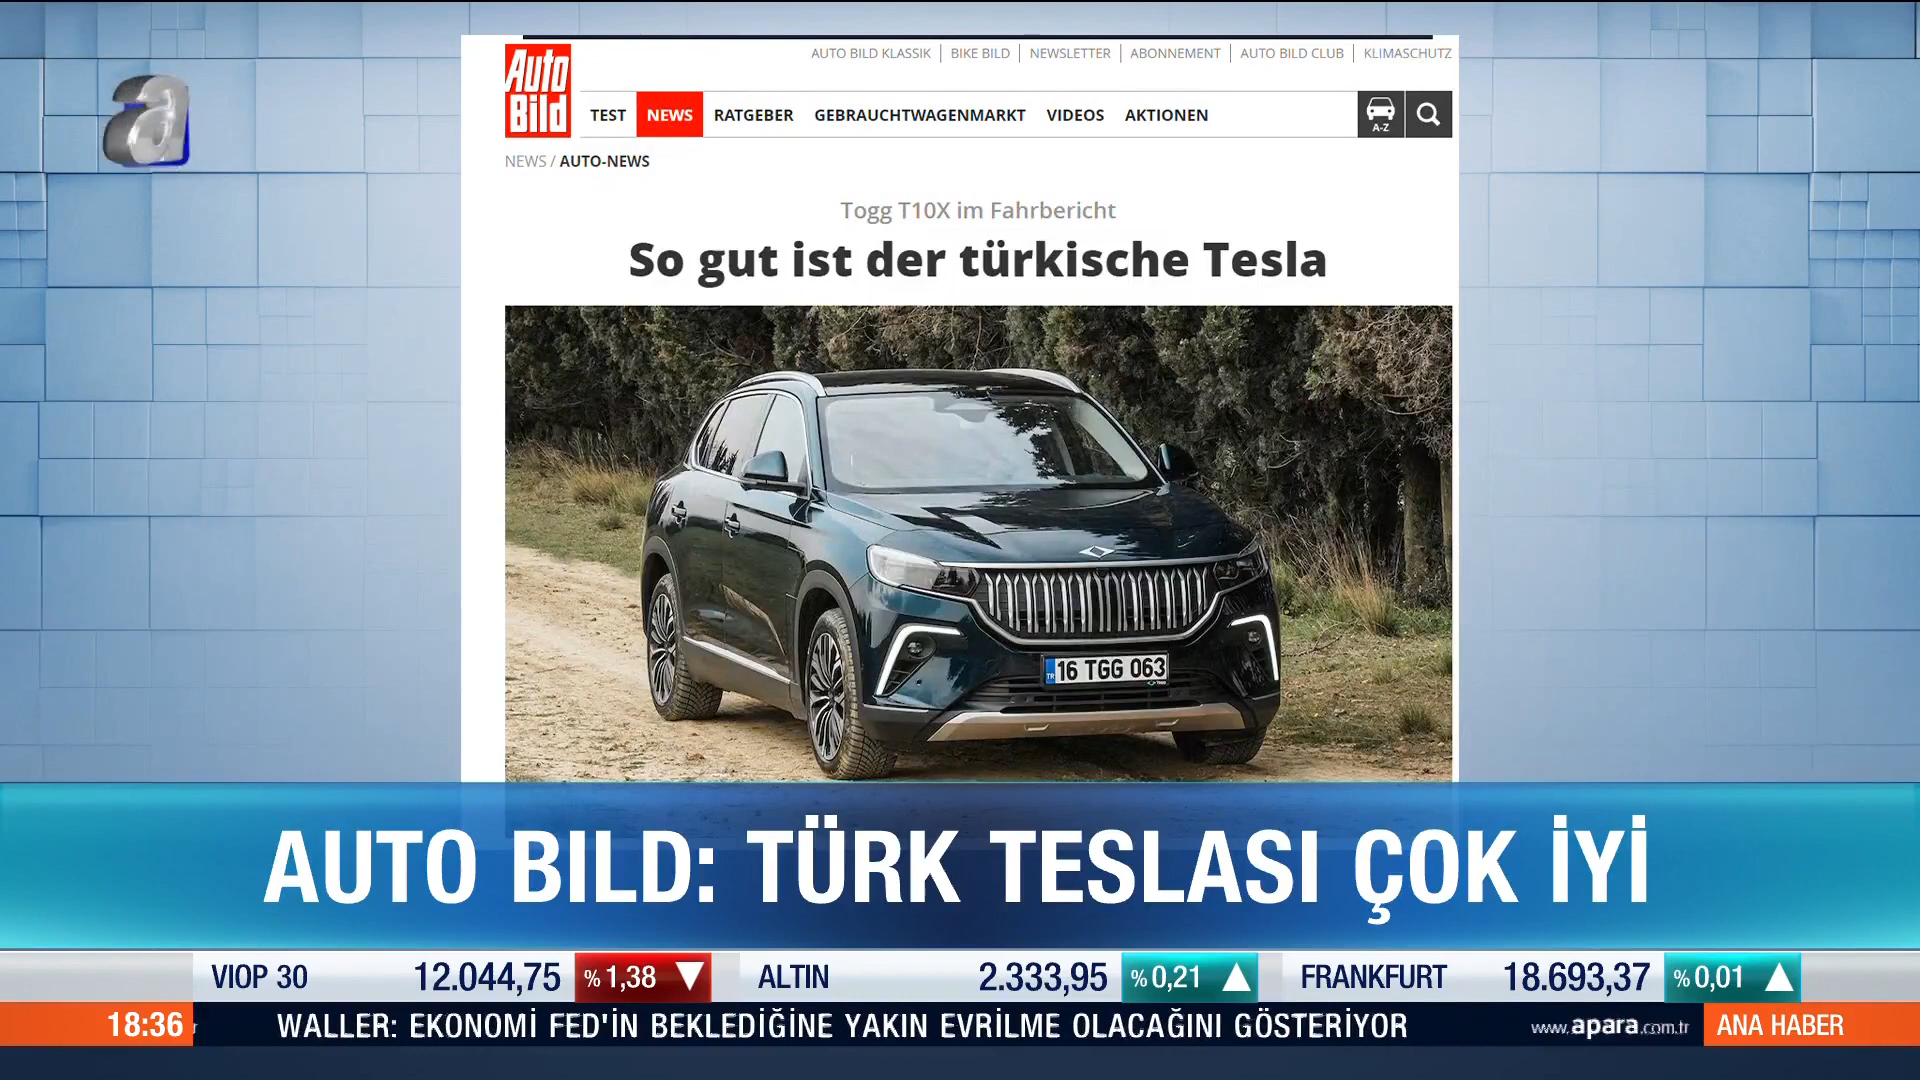 a
Auto
Bild
AUTO BILD KLASSIK BIKE BILD NEWSLETTER ABONNEMENT AUTO BILD CLUB KLIMASCHUTZ
TEST NEWS RATGEBER GEBRAUCHTWAGENMARKT VIDEOS AKTIONEN
A-Z
NEWS / AUTO-NEWS
Togg T10X im Fahrbericht
So gut ist der türkische Tesla
TR 16 TGG 063
AUTO BILD: TÜRK TESLASI ÇOK İYİ
VIOP 30 12.044,75 %1,38 ▼ ALTIN 2.333,95 %0,21 ▲ FRANKFURT 18.693,37 %0,01 ▲
18:36 WALLER: EKONOMİ FED'İN BEKLEDİĞİNE YAKIN EVRİLME OLACAĞINI GÖSTERİYOR www.apara.com.tr ANA HABER